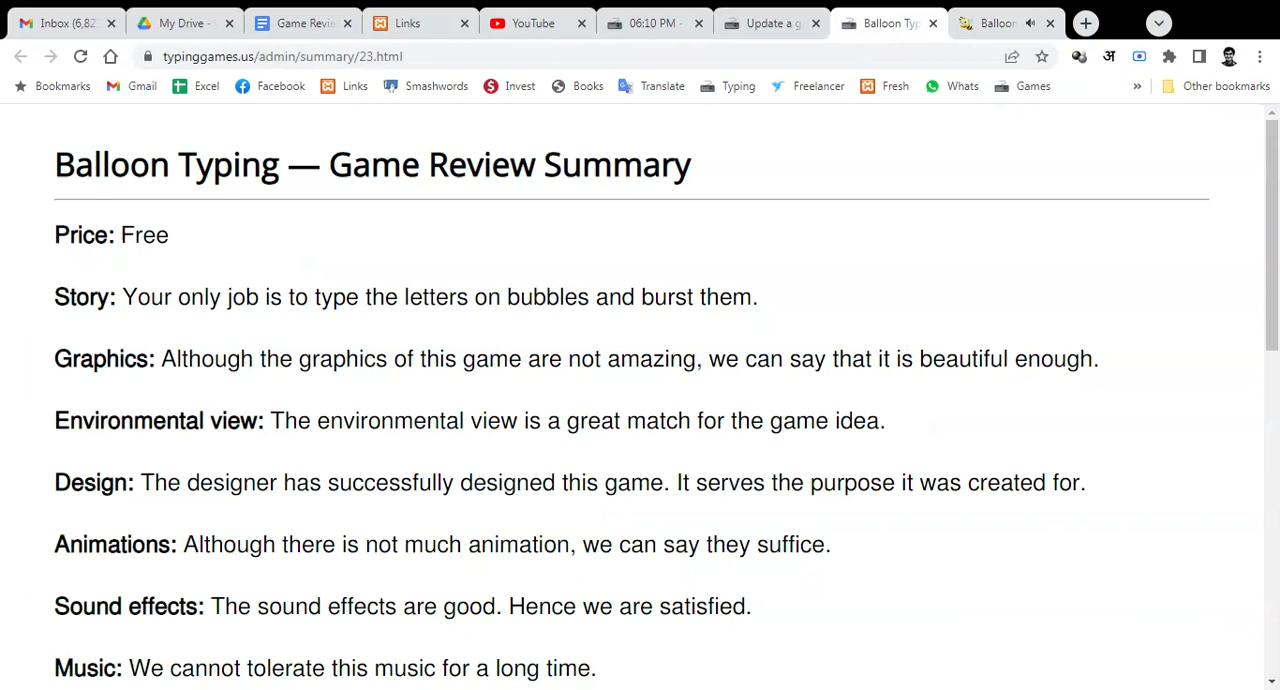 Inbox (6,82
My Drive -
Game Revie
Links
YouTube
06:10 PM -
Update a g
Balloon Typ
Balloon
typinggames.us/admin/summary/23.html
Bookmarks
Gmail
Excel
Facebook
Links
Smashwords
Invest
Books
Translate
Typing
Freelancer
Fresh
Whats
Games
»
Other bookmarks
Balloon Typing — Game Review Summary
Price: Free
Story: Your only job is to type the letters on bubbles and burst them.
Graphics: Although the graphics of this game are not amazing, we can say that it is beautiful enough.
Environmental view: The environmental view is a great match for the game idea.
Design: The designer has successfully designed this game. It serves the purpose it was created for.
Animations: Although there is not much animation, we can say they suffice.
Sound effects: The sound effects are good. Hence we are satisfied.
Music: We cannot tolerate this music for a long time.